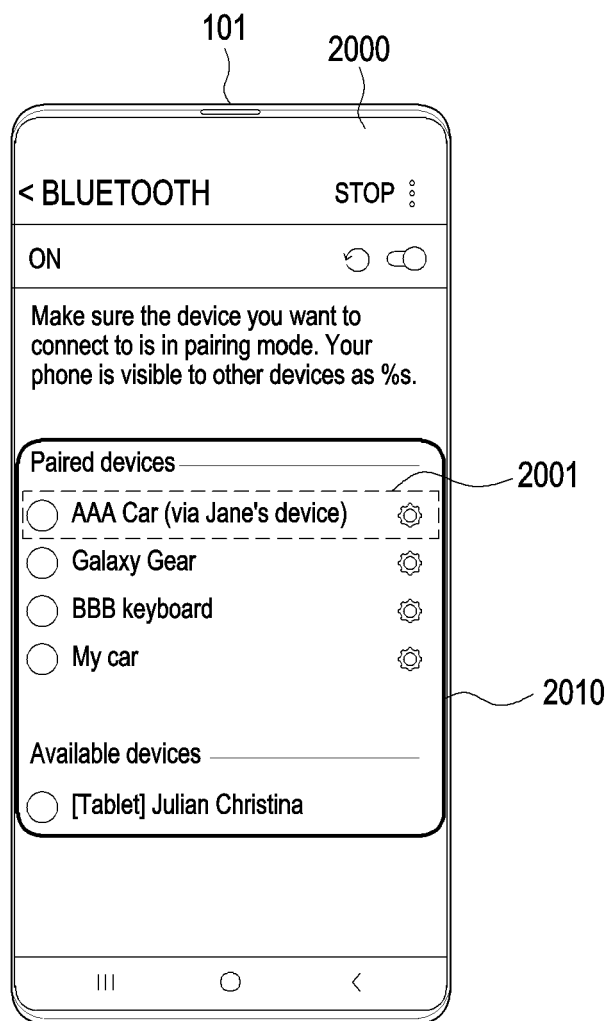 101
2000
< BLUETOOTH STOP
ON
Make sure the device you want to
connect to is in pairing mode. Your
phone is visible to other devices as %s.
Paired devices
2001
AAA Car (via Jane's device)
Galaxy Gear
BBB keyboard
My car
2010
Available devices
[Tablet] Julian Christina